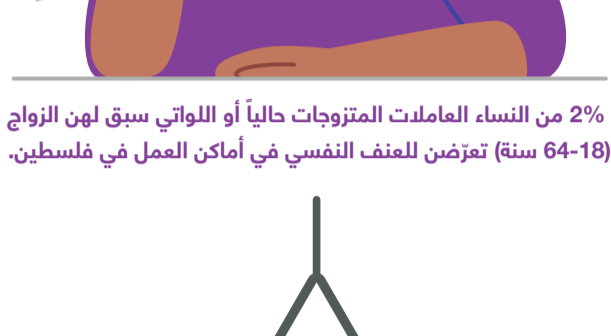 2% من النساء العاملات المتزوجات حالياً أو اللواتي سبق لهن الزواج
(18-64 سنة) تعرّضن للعنف النفسي في أماكن العمل في فلسطين.